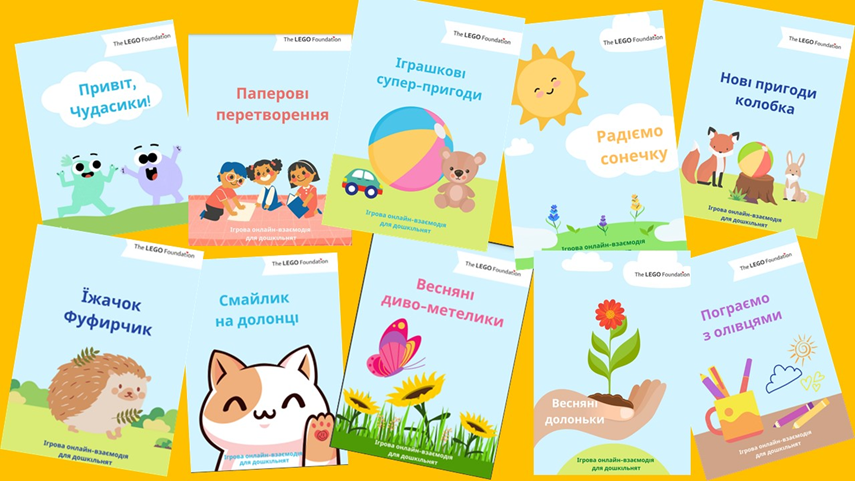 The LEGO Foundation
Привіт,
Чудасики!
The LEGO Foundation
Паперові
перетворення
Ігрова онлайн-взаємодія
для дошкільнят
The LEGO Foundation
Іграшкові
супер-пригоди
Ігрова онлайн-взаємодія
для дошкільнят
The LEGO Foundation
Радіємо
сонечку
Ігрова онлайн-взаємодія
The LEGO Foundation
Нові пригоди
колобка
Ігрова онлайн-взаємодія
для дошкільнят
The LEGO Foundation
Їжачок
Фуфирчик
Ігрова онлайн-взаємодія
для дошкільнят
The LEGO Foundation
Смайлик
на долонці
Ігрова онлайн-взаємодія
для дошкільнят
The LEGO Foundation
Весняні
диво-метелики
Ігрова онлайн-взаємодія
для дошкільнят
The LEGO Foundation
Весняні
долоньки
Ігрова онлайн-взаємодія
для дошкільнят
The LEGO Foundation
Пограємо
з олівцями
Ігрова онлайн-взаємодія
для дошкільнят